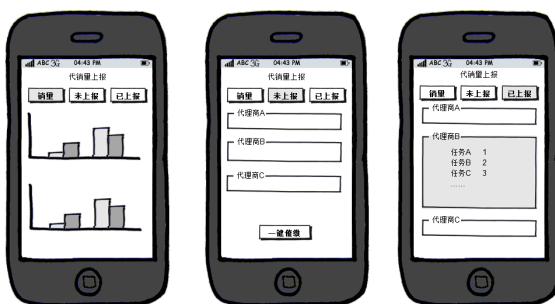 ABC 3G 04:43 PM
代销量上报
销量 未上报 已上报
ABC 3G 04:43 PM
代销量上报
销量 未上报 已上报
代理商A
代理商B
代理商C
一键催缴
ABC 3G 04:43 PM
代销量上报
销量 未上报 已上报
代理商A
代理商B
任务A 1
任务B 2
任务C 3
......
代理商C